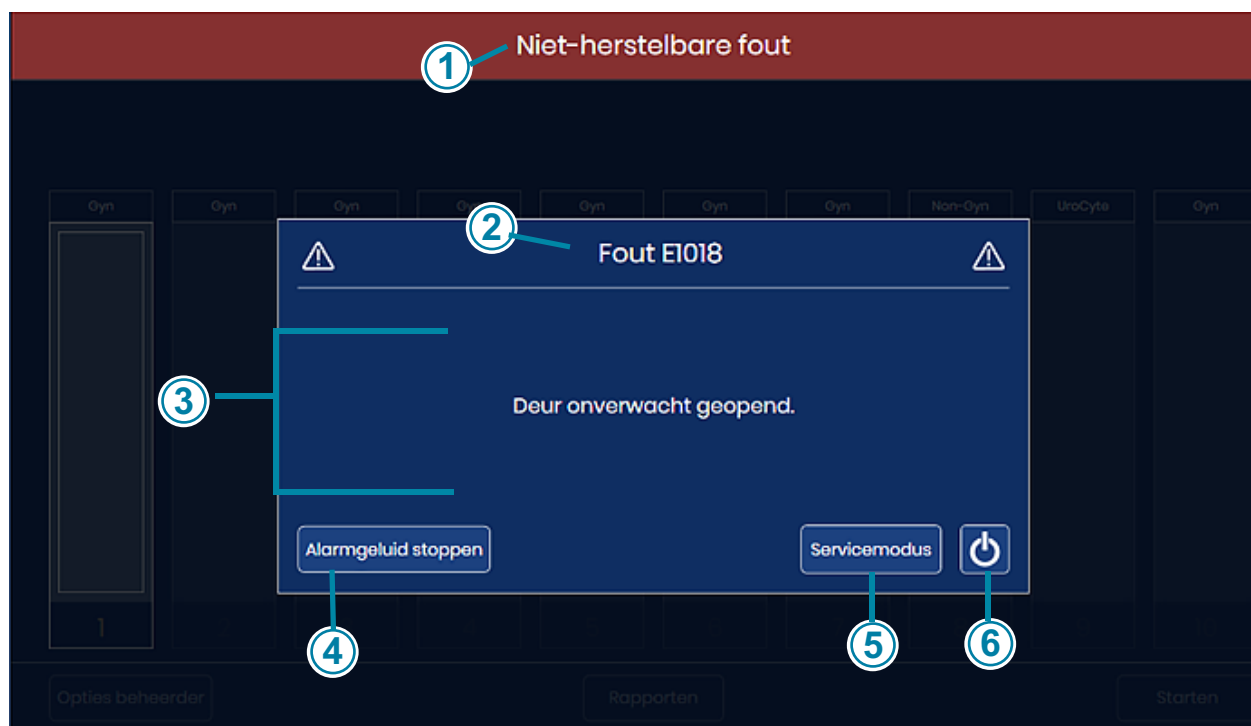 Niet-herstelbare fout
1
Gyn Gyn Gyn Gyn Gyn Gyn Gyn Non-Gyn UroCyte Gyn
2
Fout E1018
3
Deur onverwacht geopend.
Alarmgeluid stoppen
Servicemodus
1
4
5
6
Opties beheerder
Rapporten
Starten